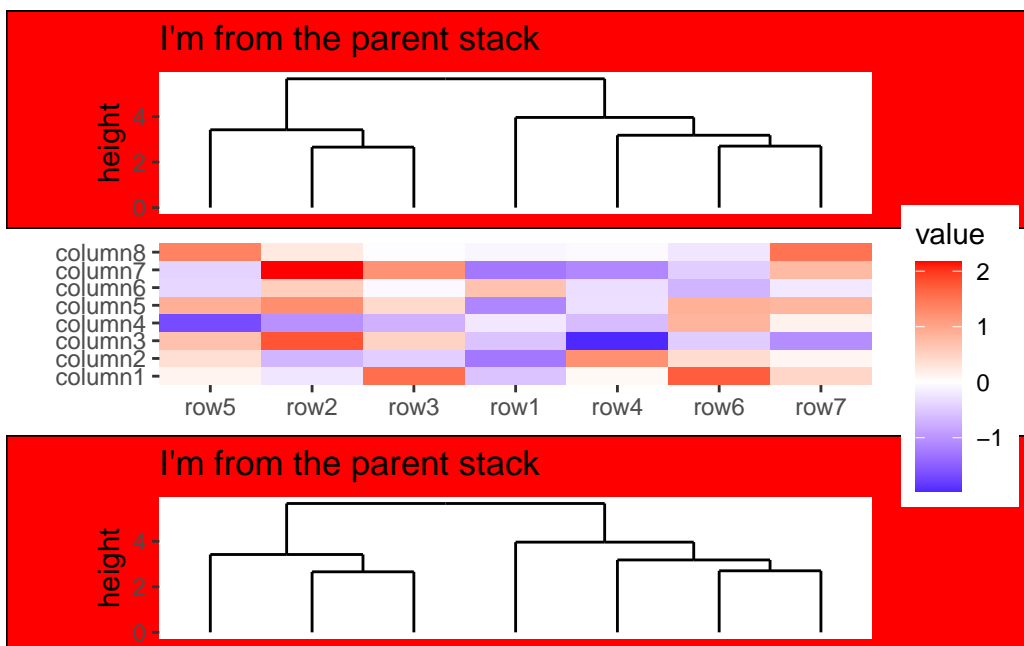 I'm from the parent stack
height
4
2
0
column8
column7
column6
column5
column4
column3
column2
column1
row5 row2 row3 row1 row4 row6 row7
value
2
1
0
−1
I'm from the parent stack
height
4
2
0